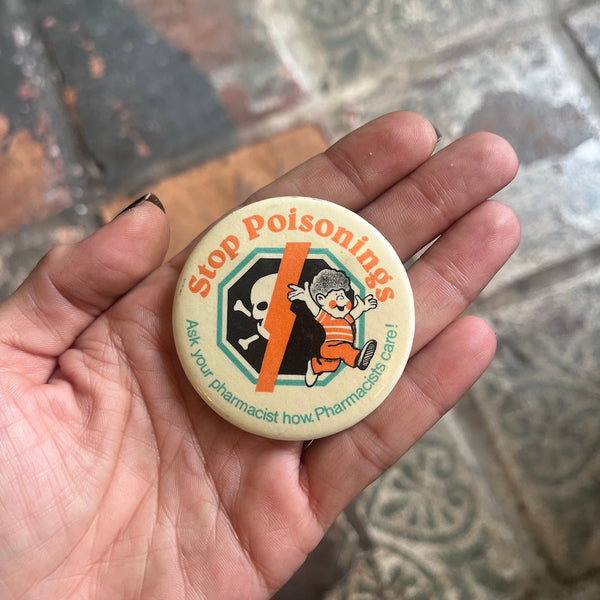 Stop Poisonings
Ask your pharmacist how. Pharmacists care!